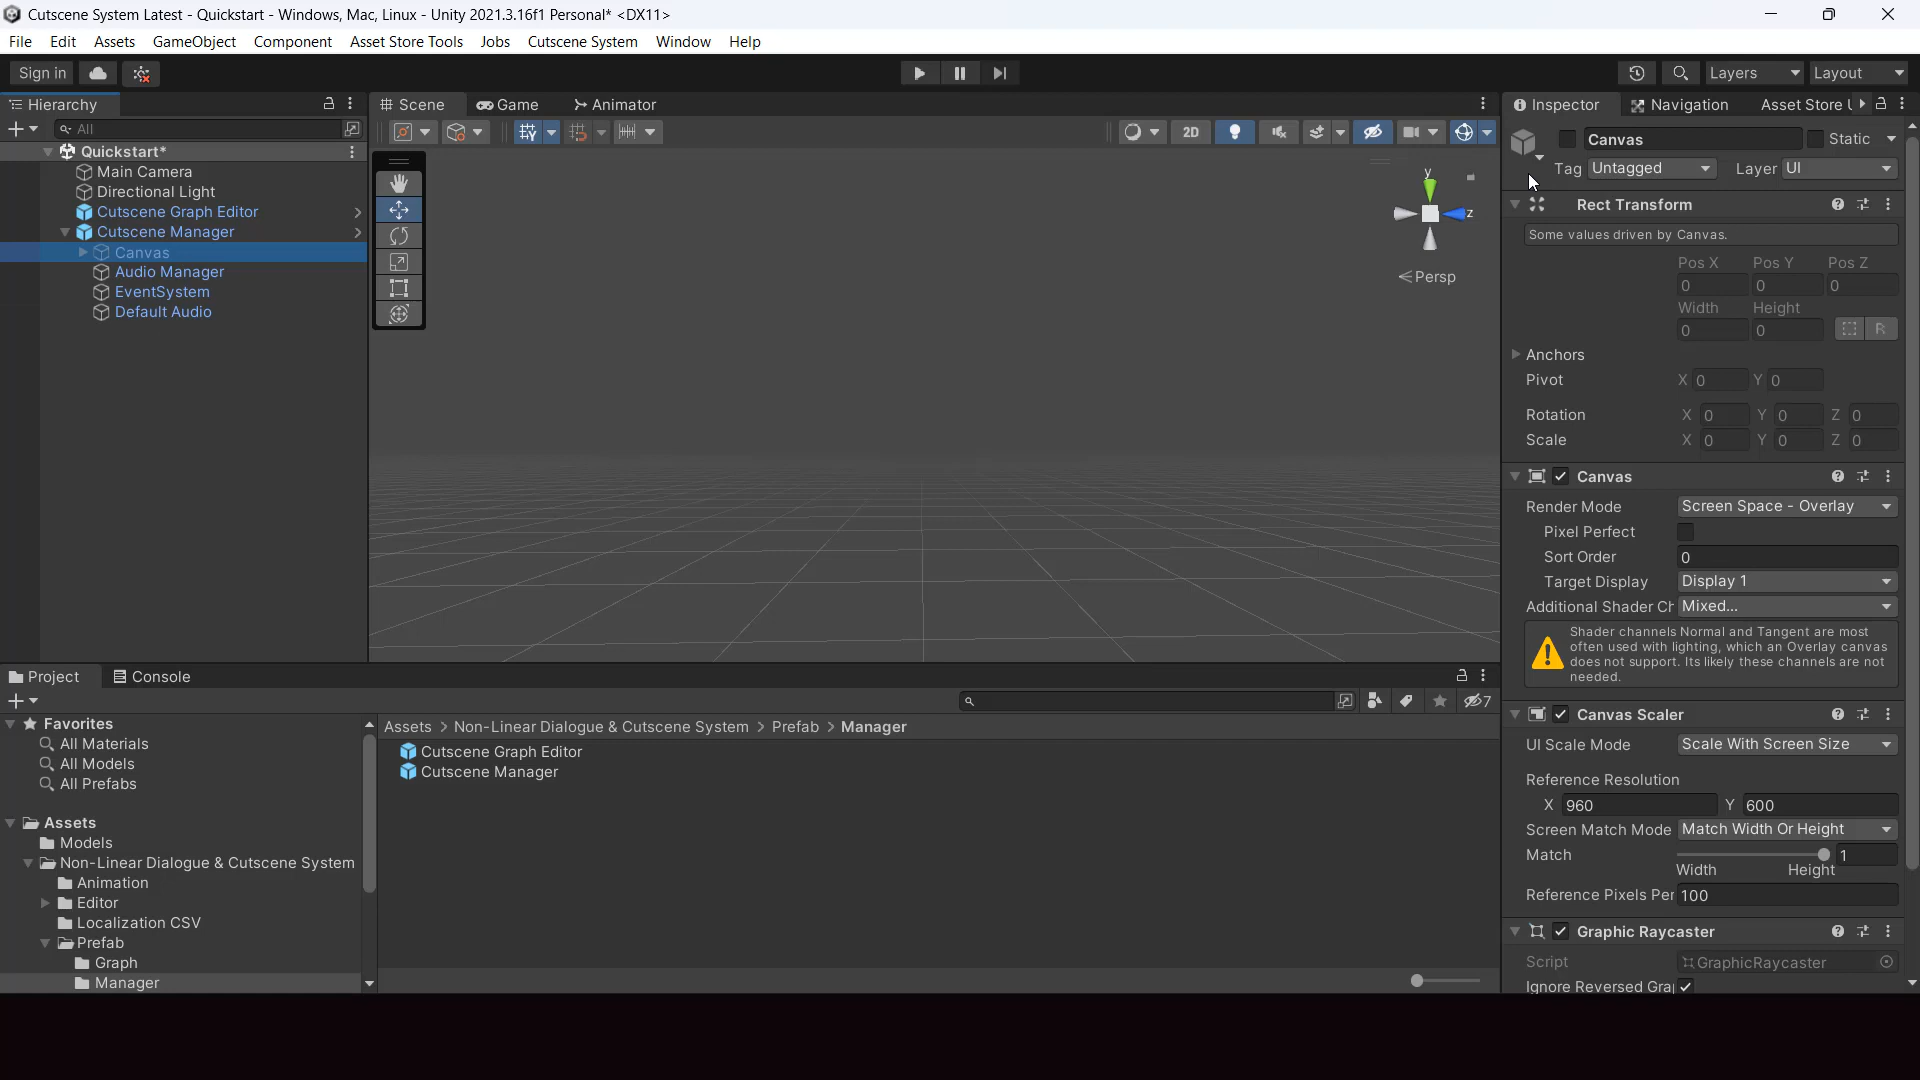 Cutscene System Latest - Quickstart - Windows, Mac, Linux - Unity 2021.3.16f1 Personal* <DX11>
File Edit Assets GameObject Component Asset Store Tools Jobs Cutscene System Window Help
Sign in
Layers Layout
Hierarchy
All
Quickstart*
Main Camera
Directional Light
Cutscene Graph Editor
Cutscene Manager
Canvas
Audio Manager
EventSystem
Default Audio
Scene Game Animator
2D
y
z
Persp
Project Console
7
Favorites
All Materials
All Models
All Prefabs
Assets
Models
Non-Linear Dialogue & Cutscene System
Animation
Editor
Localization CSV
Prefab
Graph
Manager
Assets > Non-Linear Dialogue & Cutscene System > Prefab > Manager
Cutscene Graph Editor
Cutscene Manager
Inspector Navigation Asset Store
Canvas Static
Tag Untagged Layer UI
Rect Transform
Some values driven by Canvas.
Pos X Pos Y Pos Z
0 0 0
Width Height
0 0 R
Anchors
Pivot X 0 Y 0
Rotation X 0 Y 0 Z 0
Scale X 0 Y 0 Z 0
Canvas
Render Mode Screen Space - Overlay
Pixel Perfect
Sort Order 0
Target Display Display 1
Additional Shader Ch Mixed...
Shader channels Normal and Tangent are most
often used with lighting, which an Overlay canvas
does not support. Its likely these channels are not
needed.
Canvas Scaler
UI Scale Mode Scale With Screen Size
Reference Resolution
X 960 Y 600
Screen Match Mode Match Width Or Height
Match 1
Width Height
Reference Pixels Per 100
Graphic Raycaster
Script GraphicRaycaster
Ignore Reversed Gra